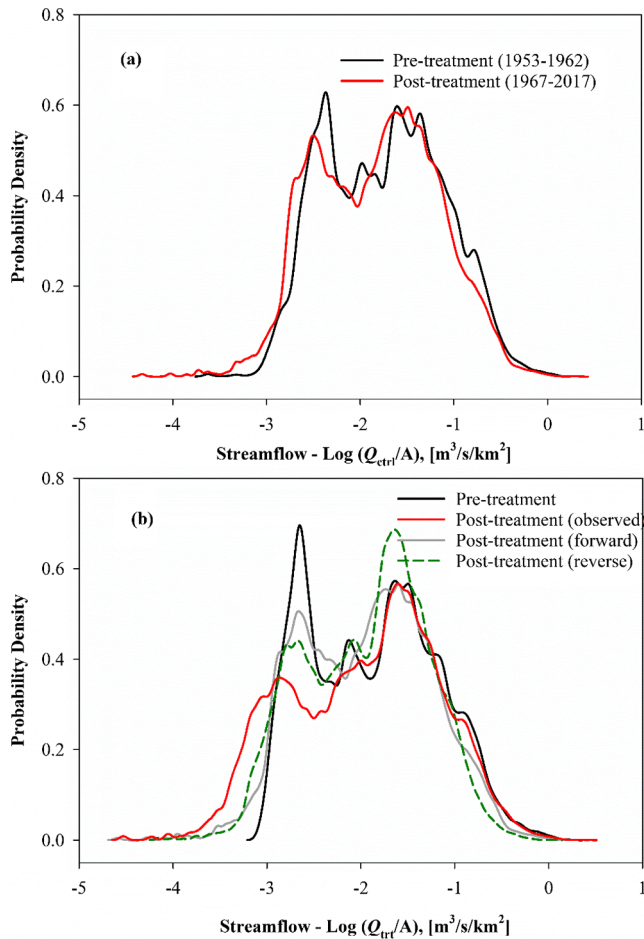 (a)
Pre-treatment (1953-1962)
Post-treatment (1967-2017)
0.8
0.6
0.4
0.2
0.0
Probability Density
-5 -4 -3 -2 -1 0 1
Streamflow - Log (Qctrl/A), [m³/s/km²]
(b)
Pre-treatment
Post-treatment (observed)
Post-treatment (forward)
Post-treatment (reverse)
0.8
0.6
0.4
0.2
0.0
Probability Density
-5 -4 -3 -2 -1 0 1
Streamflow - Log (Qtrt/A), [m³/s/km²]